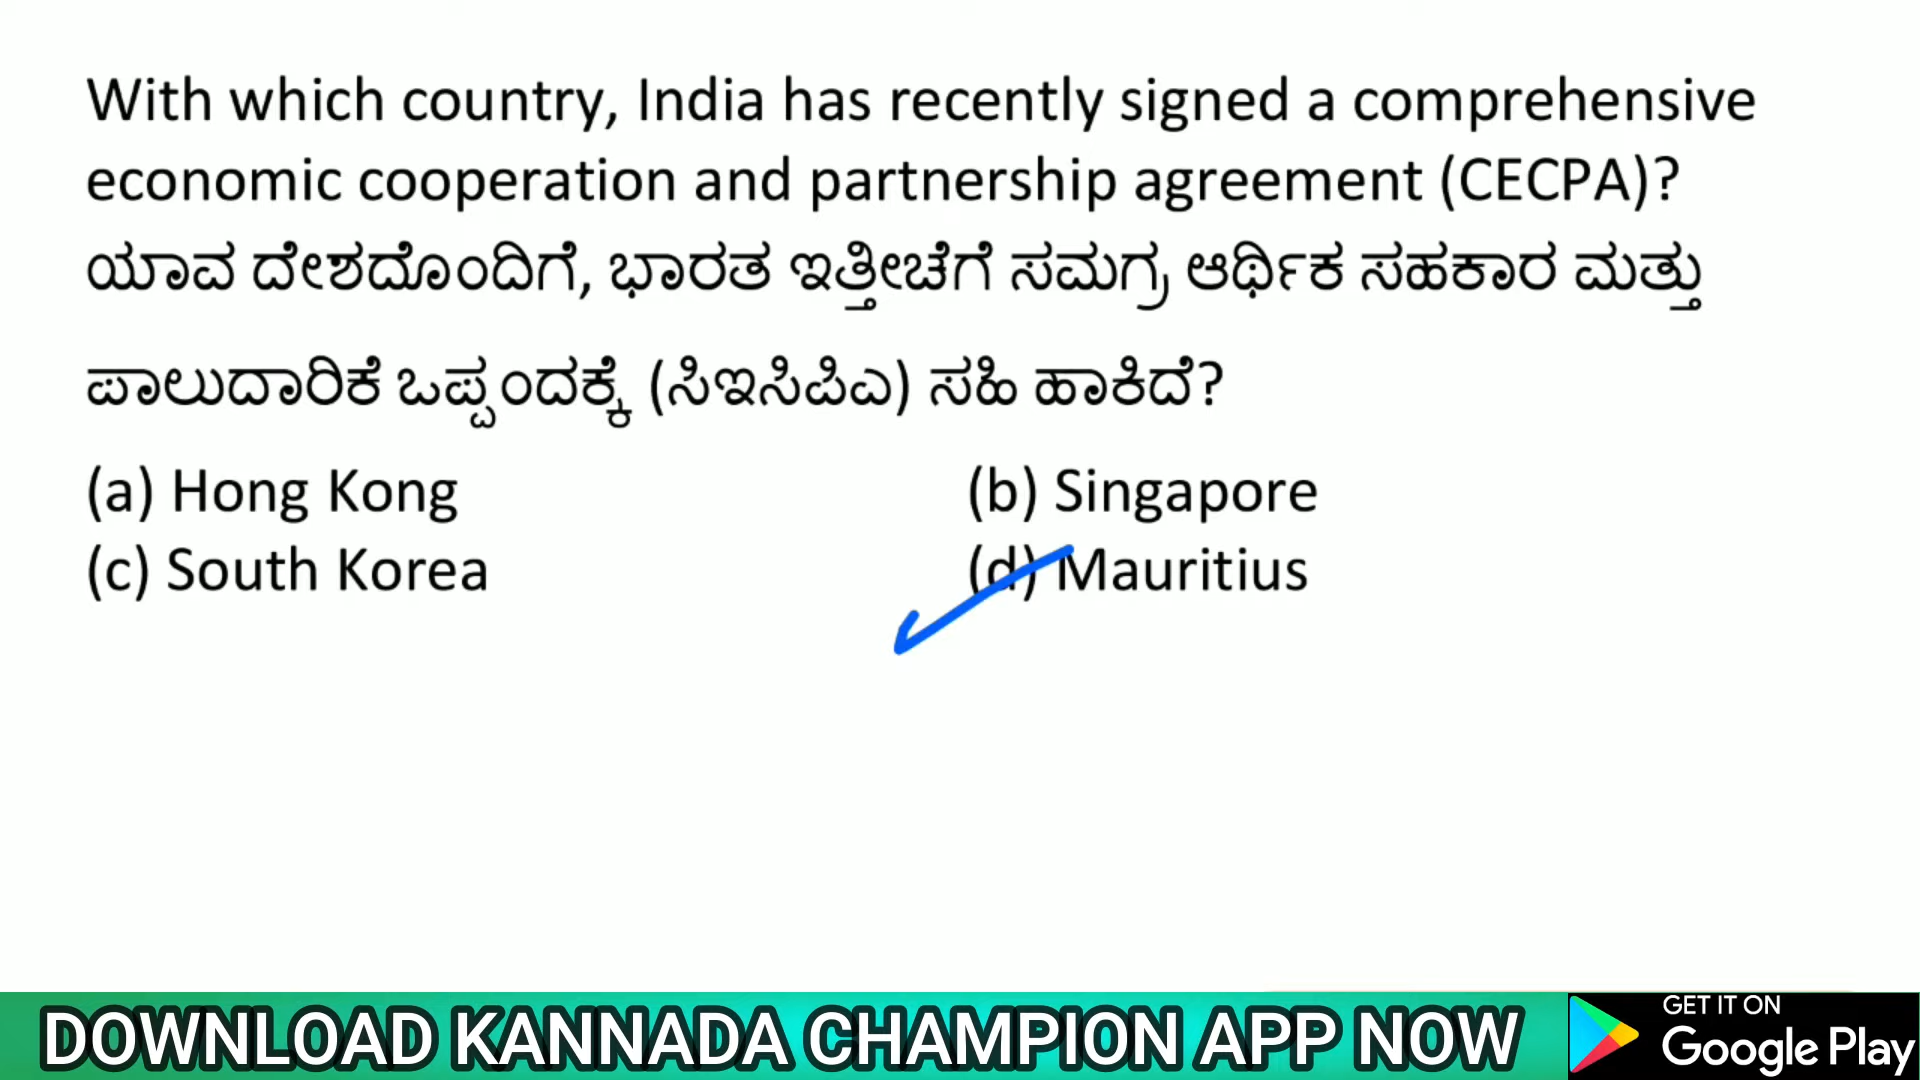 With which country, India has recently signed a comprehensive
economic cooperation and partnership agreement (CECPA)?
ಯಾವ ದೇಶದೊಂದಿಗೆ, ಭಾರತ ಇತ್ತೀಚೆಗೆ ಸಮಗ್ರ ಆರ್ಥಿಕ ಸಹಕಾರ ಮತ್ತು
ಪಾಲುದಾರಿಕೆ ಒಪ್ಪಂದಕ್ಕೆ (ಸಿಇಸಿಪಿಎ) ಸಹಿ ಹಾಕಿದೆ?
(a) Hong Kong (b) Singapore
(c) South Korea (d) Mauritius
DOWNLOAD KANNADA CHAMPION APP NOW
GET IT ON
Google Play